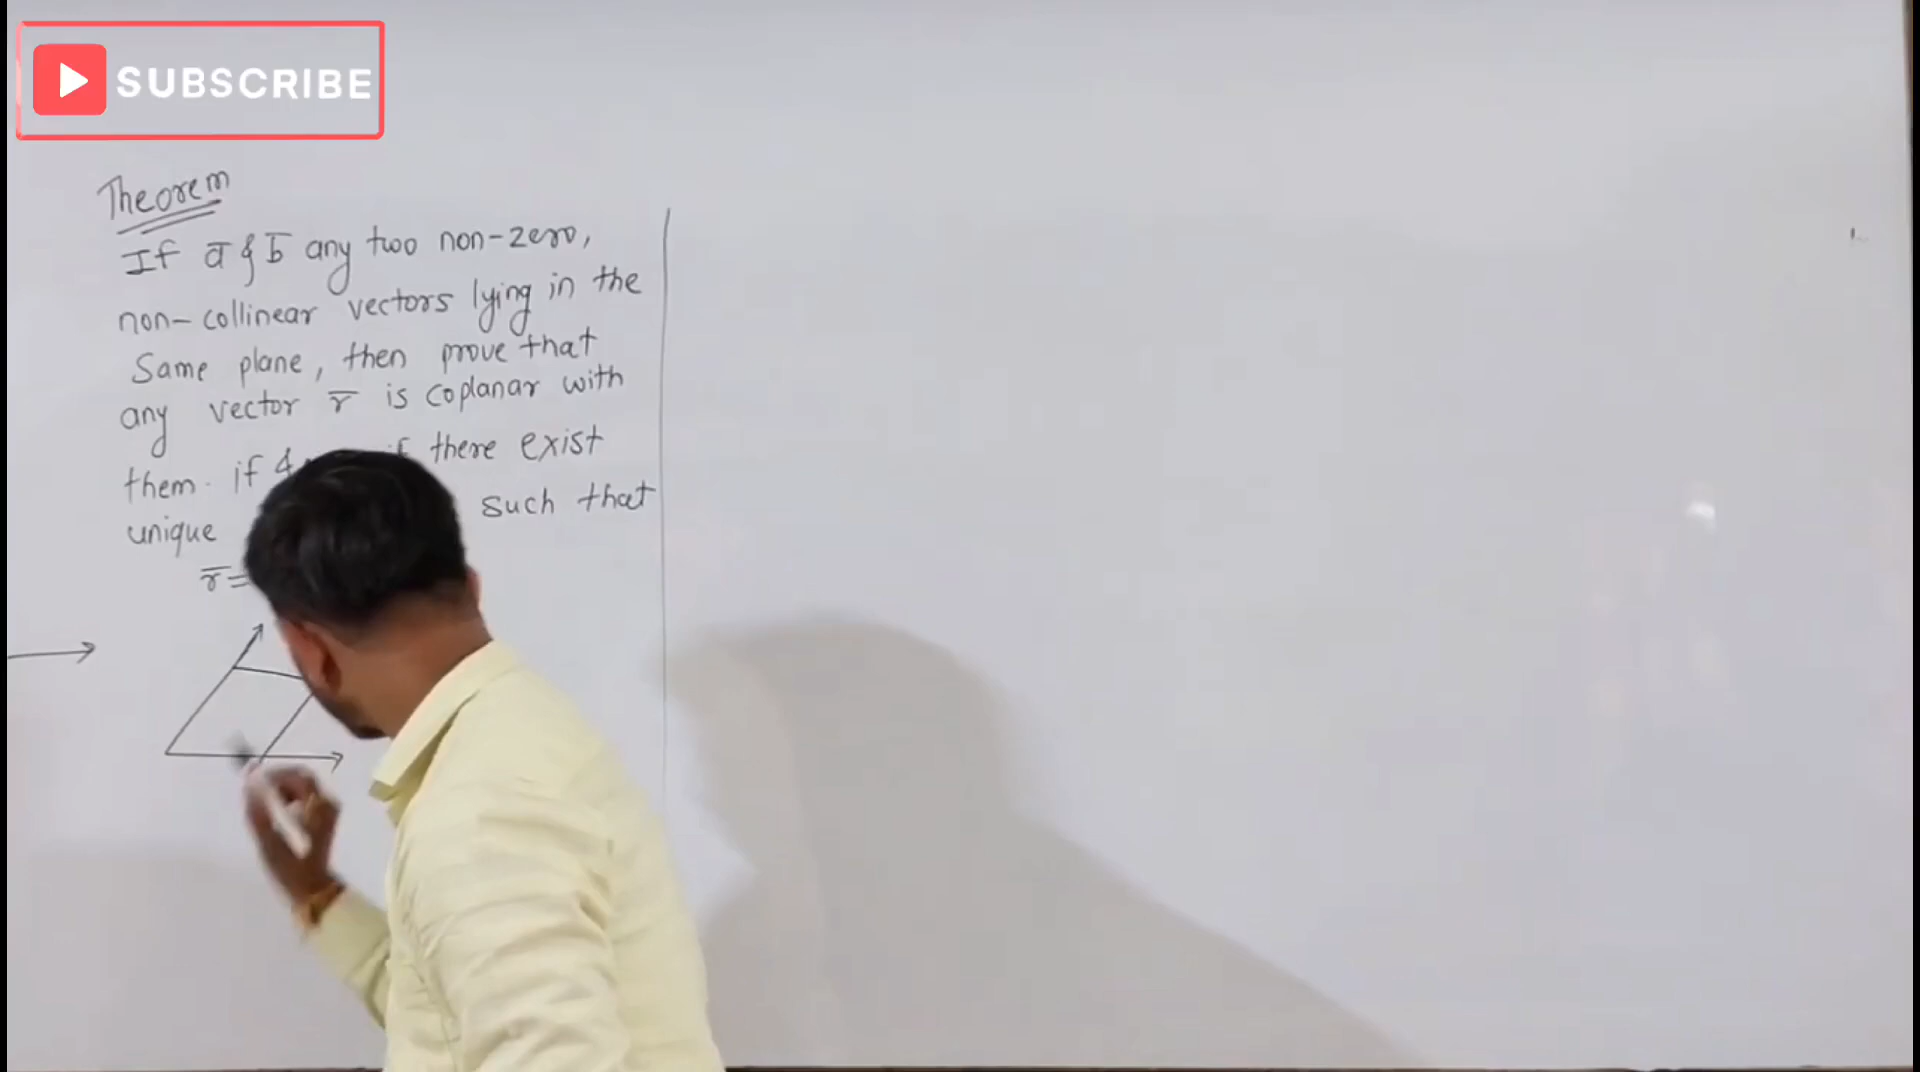 SUBSCRIBE
Theorem
If a̅ & b̅ any two non-zero,
non-collinear vectors lying in the
Same plane, then prove that
any vector r̅ is coplanar with
them. if & if there exist
unique such that
r̅ =